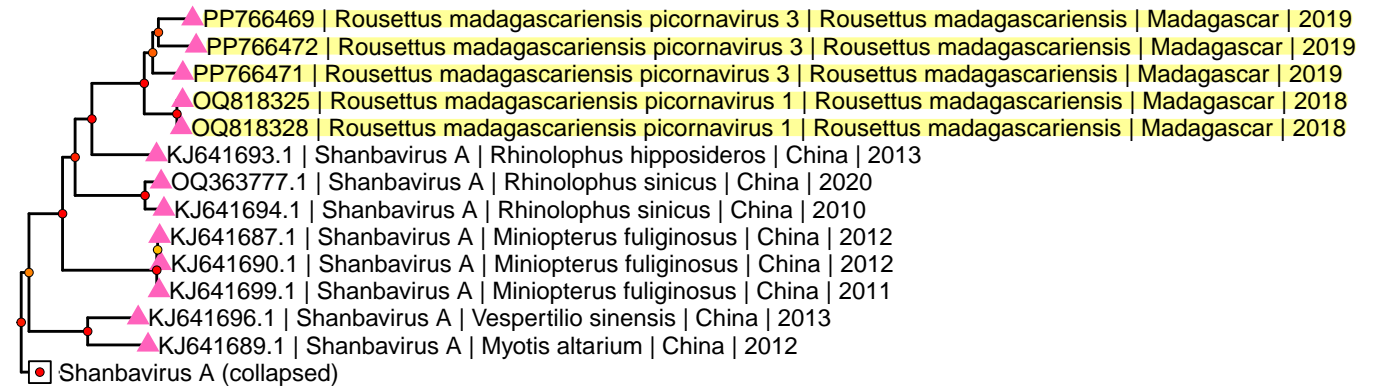 PP766469 | Rousettus madagascariensis picornavirus 3 | Rousettus madagascariensis | Madagascar | 2019
PP766472 | Rousettus madagascariensis picornavirus 3 | Rousettus madagascariensis | Madagascar | 2019
PP766471 | Rousettus madagascariensis picornavirus 3 | Rousettus madagascariensis | Madagascar | 2019
OQ818325 | Rousettus madagascariensis picornavirus 1 | Rousettus madagascariensis | Madagascar | 2018
OQ818328 | Rousettus madagascariensis picornavirus 1 | Rousettus madagascariensis | Madagascar | 2018
KJ641693.1 | Shanbavirus A | Rhinolophus hipposideros | China | 2013
OQ363777.1 | Shanbavirus A | Rhinolophus sinicus | China | 2020
KJ641694.1 | Shanbavirus A | Rhinolophus sinicus | China | 2010
KJ641687.1 | Shanbavirus A | Miniopterus fuliginosus | China | 2012
KJ641690.1 | Shanbavirus A | Miniopterus fuliginosus | China | 2012
KJ641699.1 | Shanbavirus A | Miniopterus fuliginosus | China | 2011
KJ641696.1 | Shanbavirus A | Vespertilio sinensis | China | 2013
KJ641689.1 | Shanbavirus A | Myotis altarium | China | 2012
Shanbavirus A (collapsed)